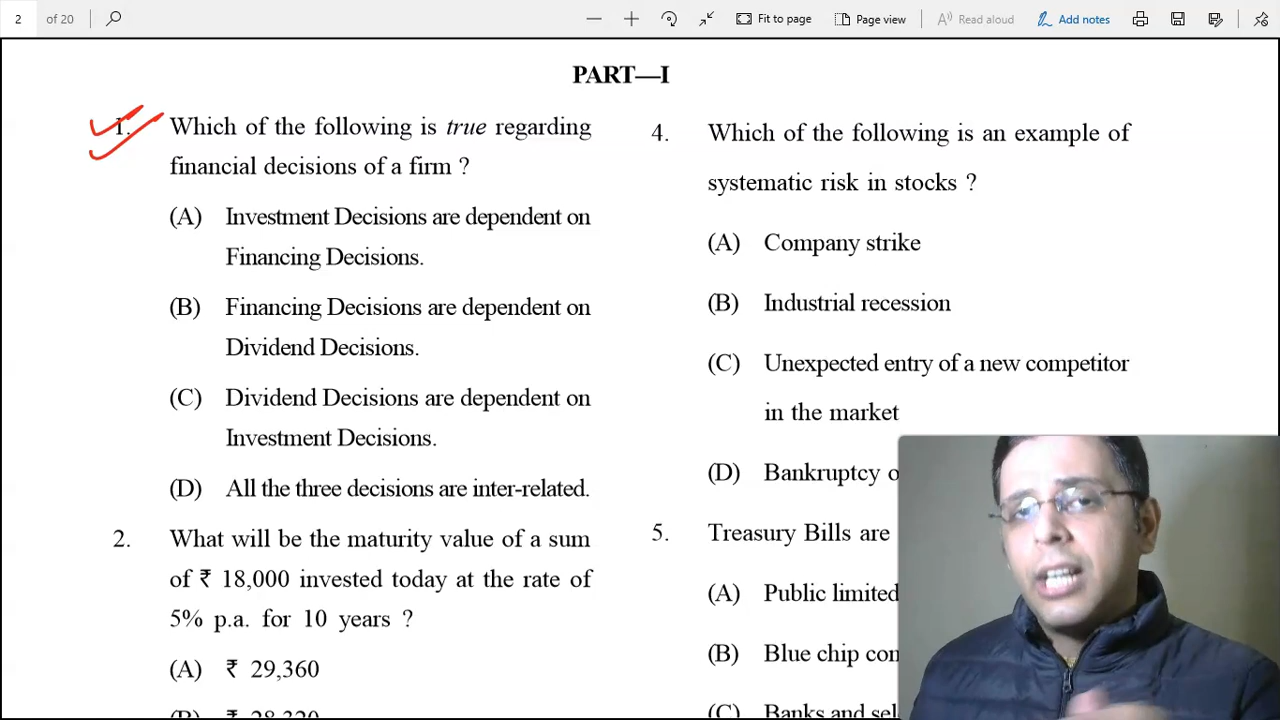 2 of 20 Fit to page Page view Read aloud Add notes
PART—I
1. Which of the following is true regarding
financial decisions of a firm ?
(A) Investment Decisions are dependent on
Financing Decisions.
(B) Financing Decisions are dependent on
Dividend Decisions.
(C) Dividend Decisions are dependent on
Investment Decisions.
(D) All the three decisions are inter-related.
2. What will be the maturity value of a sum
of ₹ 18,000 invested today at the rate of
5% p.a. for 10 years ?
(A) ₹ 29,360
(B) ₹ 28,320
4. Which of the following is an example of
systematic risk in stocks ?
(A) Company strike
(B) Industrial recession
(C) Unexpected entry of a new competitor
in the market
(D) Bankruptcy
5. Treasury Bills are
(A) Public limited
(B) Blue chip
(C) Banks and